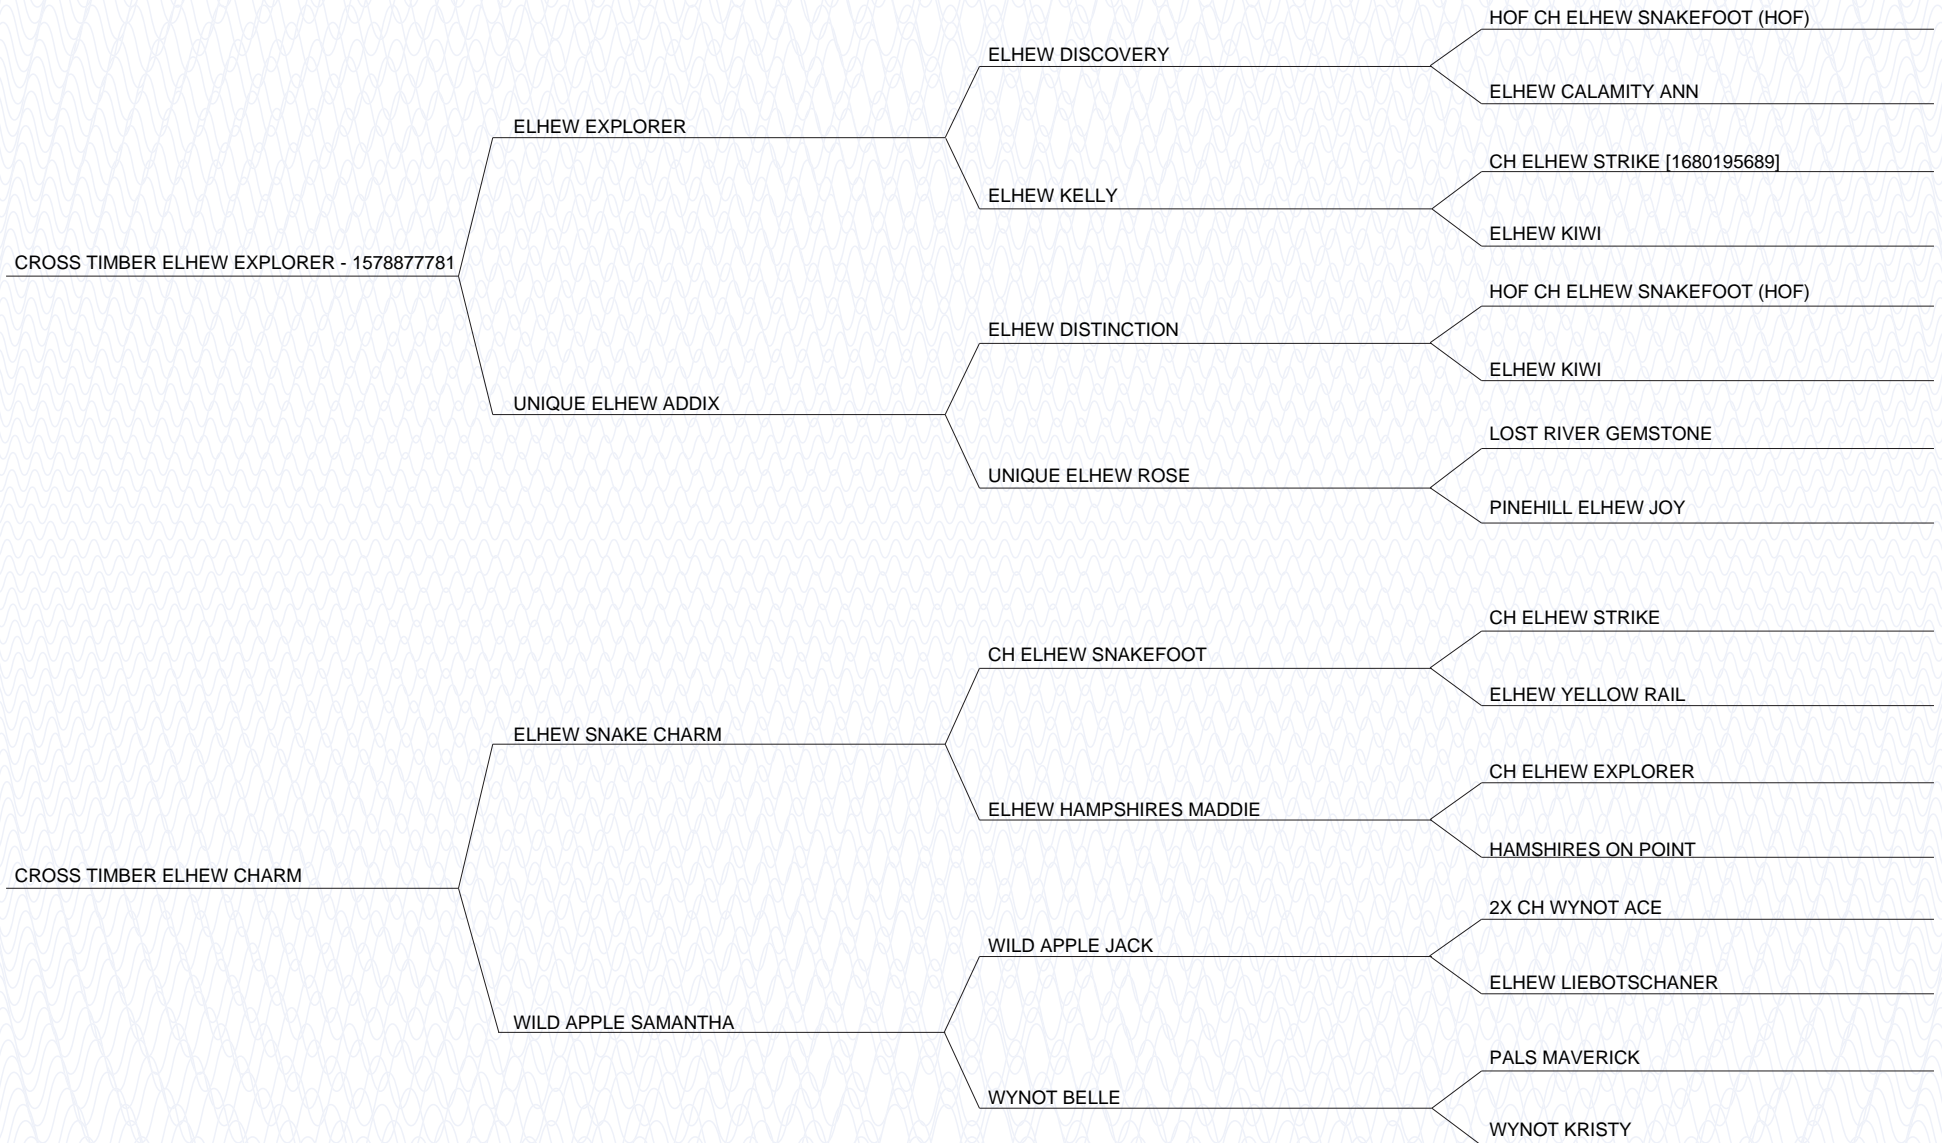 HOF CH ELHEW SNAKEFOOT (HOF)
ELHEW DISCOVERY
ELHEW CALAMITY ANN
ELHEW EXPLORER
CH ELHEW STRIKE [1680195689]
ELHEW KELLY
ELHEW KIWI
CROSS TIMBER ELHEW EXPLORER - 1578877781
HOF CH ELHEW SNAKEFOOT (HOF)
ELHEW DISTINCTION
ELHEW KIWI
UNIQUE ELHEW ADDIX
LOST RIVER GEMSTONE
UNIQUE ELHEW ROSE
PINEHILL ELHEW JOY
CH ELHEW STRIKE
CH ELHEW SNAKEFOOT
ELHEW YELLOW RAIL
ELHEW SNAKE CHARM
CH ELHEW EXPLORER
ELHEW HAMPSHIRES MADDIE
HAMSHIRES ON POINT
CROSS TIMBER ELHEW CHARM
2X CH WYNOT ACE
WILD APPLE JACK
ELHEW LIEBOTSCHANER
WILD APPLE SAMANTHA
PALS MAVERICK
WYNOT BELLE
WYNOT KRISTY